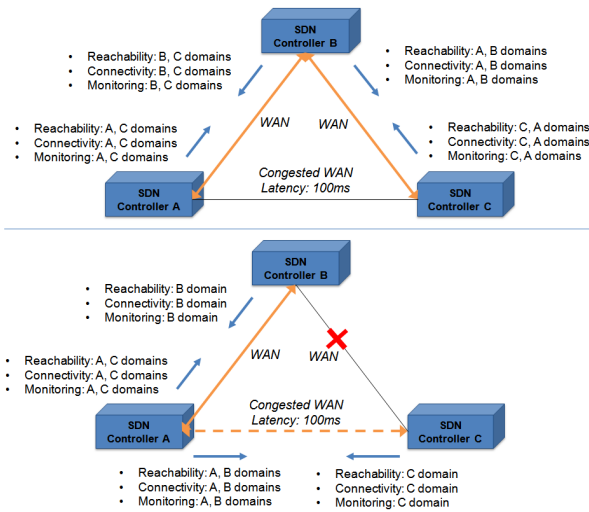 SDN
Controller B
• Reachability: B, C domains
• Connectivity: B, C domains
• Monitoring: B, C domains
• Reachability: A, B domains
• Connectivity: A, B domains
• Monitoring: A, B domains
WAN
WAN
• Reachability: A, C domains
• Connectivity: A, C domains
• Monitoring: A, C domains
• Reachability: C, A domains
• Connectivity: C, A domains
• Monitoring: C, A domains
Congested WAN
Latency: 100ms
SDN
Controller A
SDN
Controller C
SDN
Controller B
• Reachability: B domain
• Connectivity: B domain
• Monitoring: B domain
WAN
WAN
• Reachability: A, C domains
• Connectivity: A, C domains
• Monitoring: A, C domains
Congested WAN
Latency: 100ms
SDN
Controller A
SDN
Controller C
• Reachability: A, B domains
• Connectivity: A, B domains
• Monitoring: A, B domains
• Reachability: C domain
• Connectivity: C domain
• Monitoring: C domain